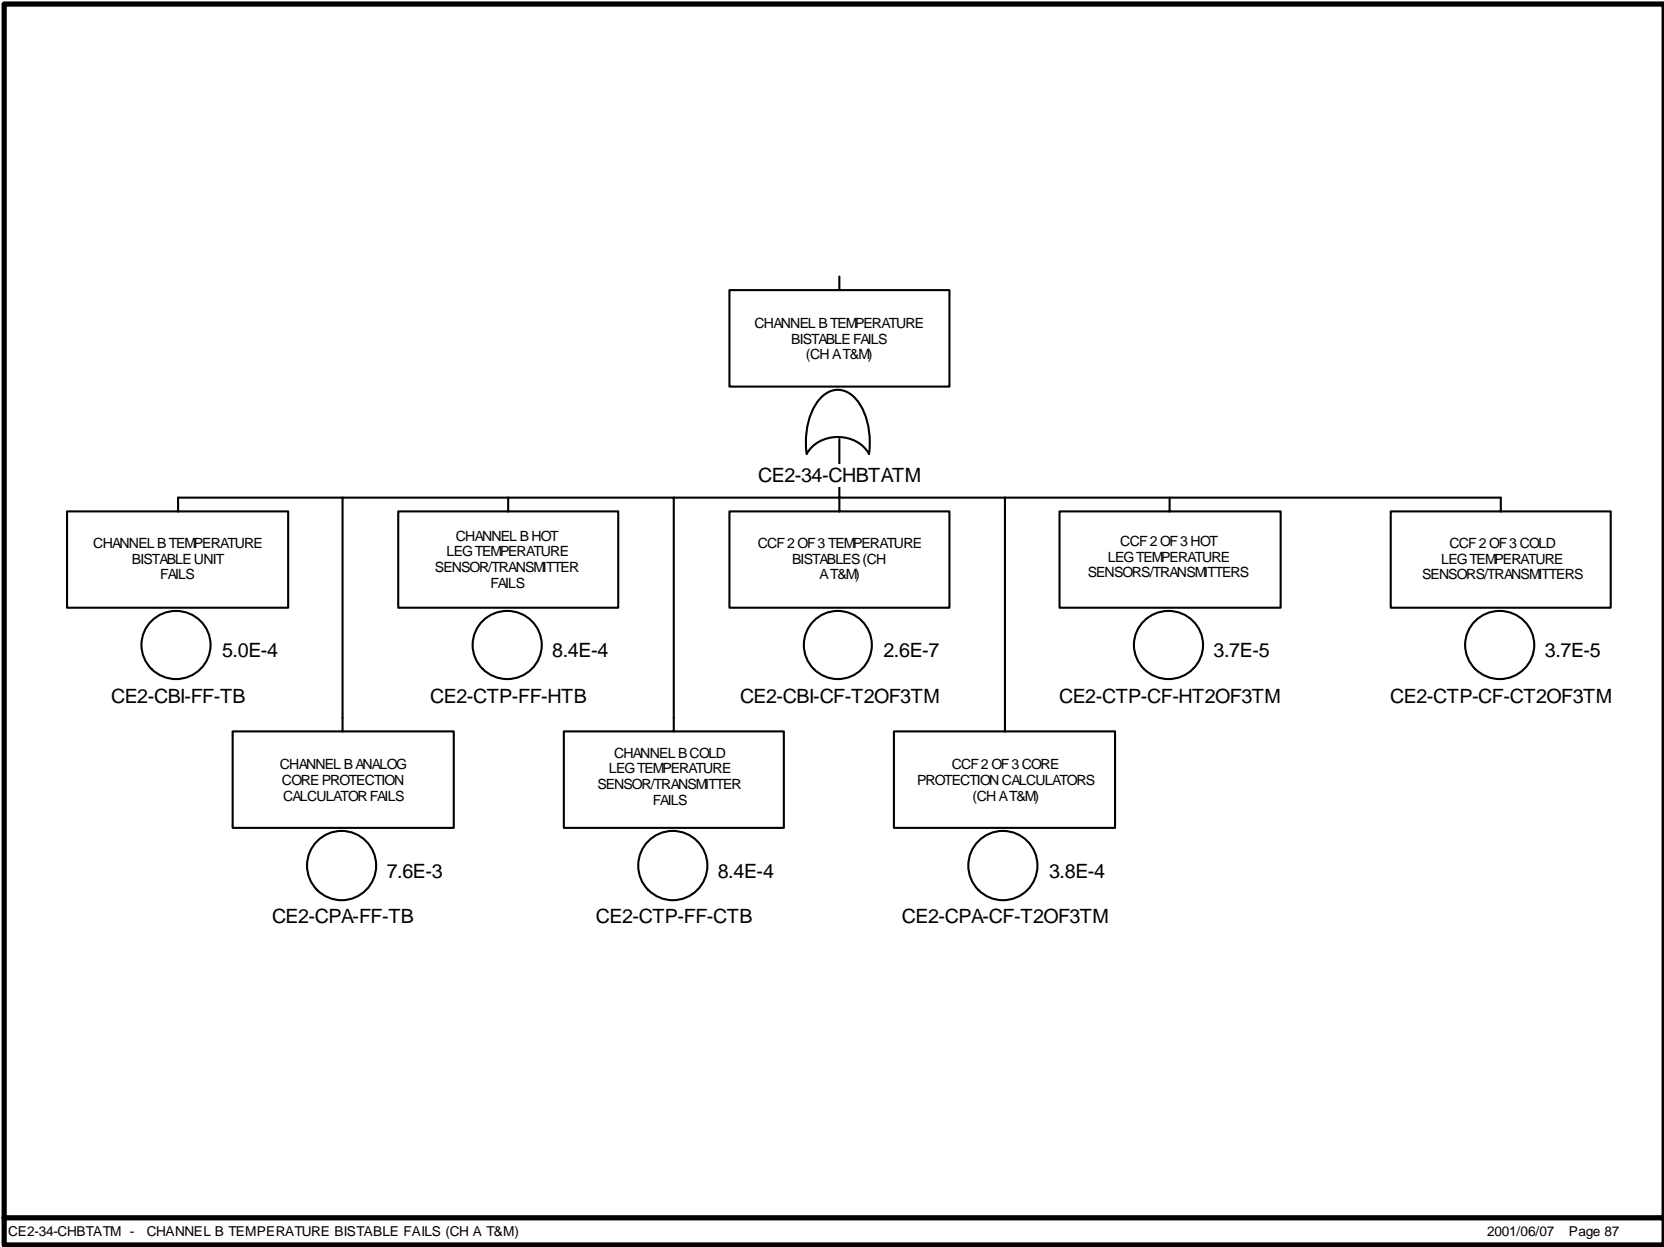 CHANNEL B TEMPERATURE
BISTABLE FAILS
(CH A T&M)
CE2-34-CHBTATM
CHANNEL B TEMPERATURE
BISTABLE UNIT
FAILS
5.0E-4
CE2-CBI-FF-TB
CHANNEL B HOT
LEG TEMPERATURE
SENSOR/TRANSMITTER
FAILS
8.4E-4
CE2-CTP-FF-HTB
CCF 2 OF 3 TEMPERATURE
BISTABLES (CH
A T&M)
2.6E-7
CE2-CBI-CF-T2OF3TM
CCF 2 OF 3 HOT
LEG TEMPERATURE
SENSORS/TRANSMITTERS
3.7E-5
CE2-CTP-CF-HT2OF3TM
CCF 2 OF 3 COLD
LEG TEMPERATURE
SENSORS/TRANSMITTERS
3.7E-5
CE2-CTP-CF-CT2OF3TM
CHANNEL B ANALOG
CORE PROTECTION
CALCULATOR FAILS
7.6E-3
CE2-CPA-FF-TB
CHANNEL B COLD
LEG TEMPERATURE
SENSOR/TRANSMITTER
FAILS
8.4E-4
CE2-CTP-FF-CTB
CCF 2 OF 3 CORE
PROTECTION CALCULATORS
(CH A T&M)
3.8E-4
CE2-CPA-CF-T2OF3TM
CE2-34-CHBTATM - CHANNEL B TEMPERATURE BISTABLE FAILS (CH A T&M)
2001/06/07 Page 87